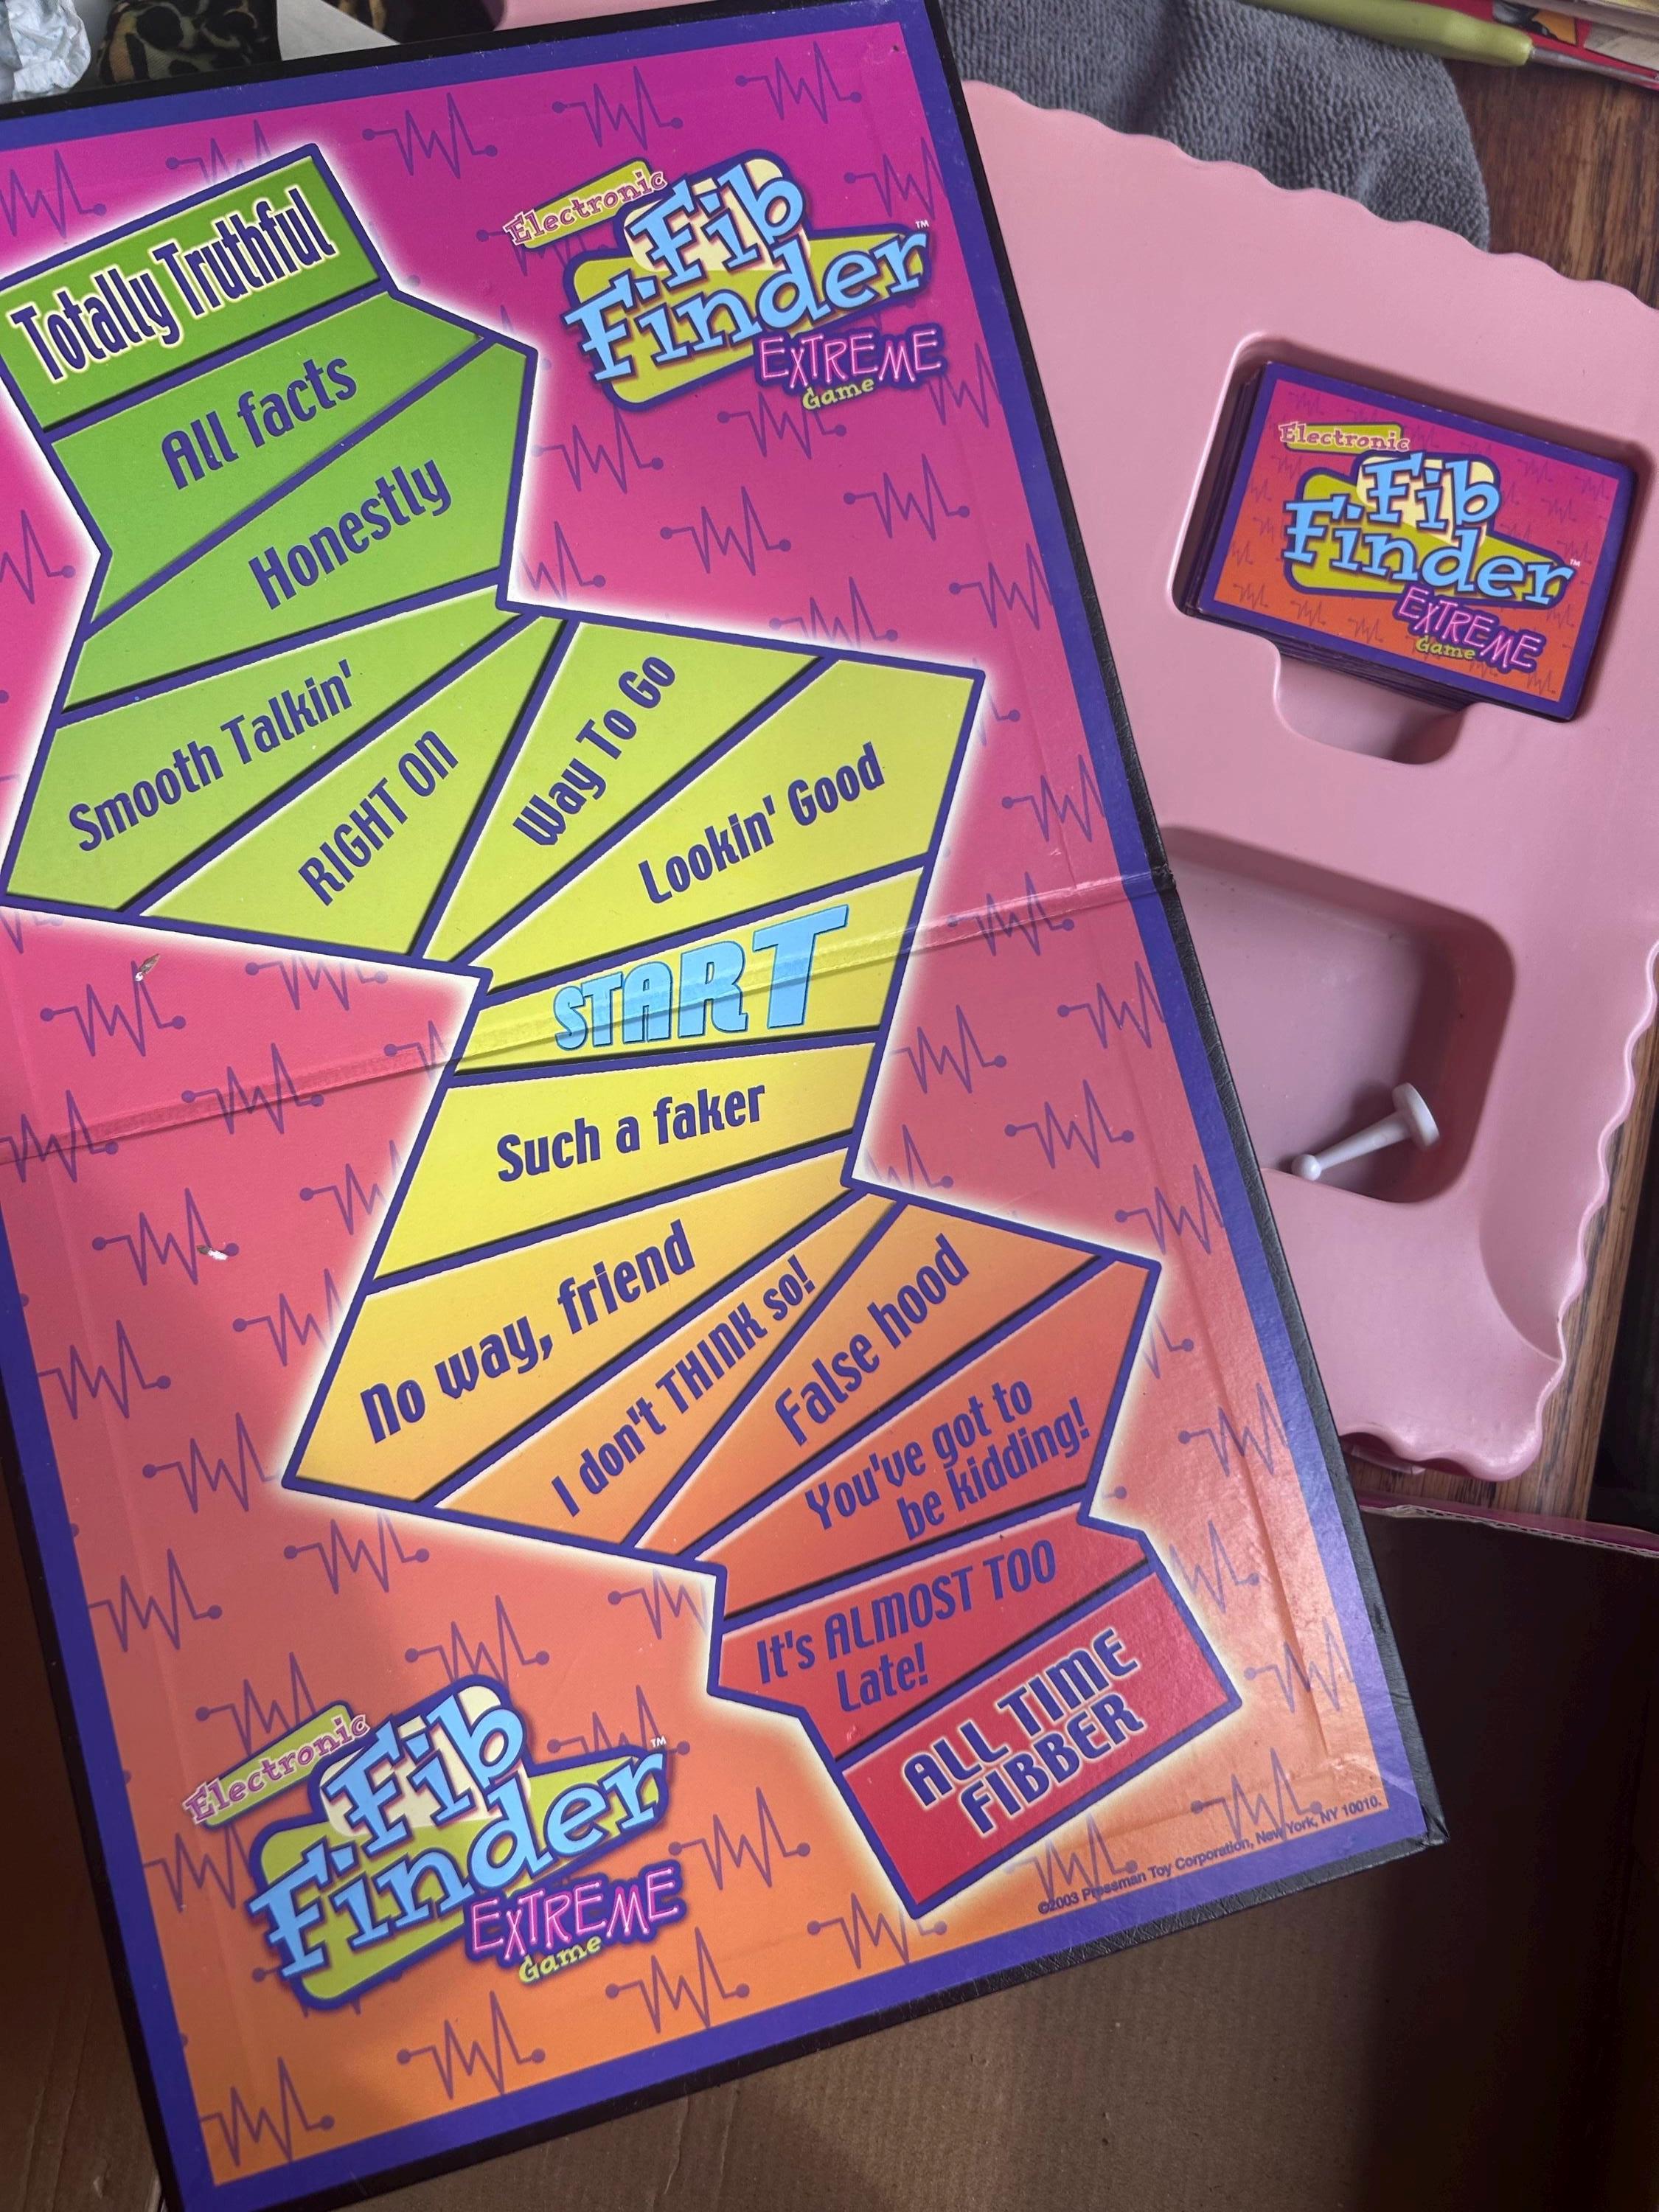 Electronic
Fib
Finder™
EXTREME
Game
Totally Truthful
All facts
Honestly
Smooth Talkin'
RIGHT ON
Way To Go
Lookin' Good
START
Such a faker
No way, friend
I don't THINK so!
False hood
You've got to
be kidding!
It's ALMOST TOO
Late!
ALL TIME
FIBBER
Electronic
Fib
Finder™
EXTREME
Game
©2003 Pressman Toy Corporation, New York, NY 10010.
Electronic
Fib
Finder™
EXTREME
Game